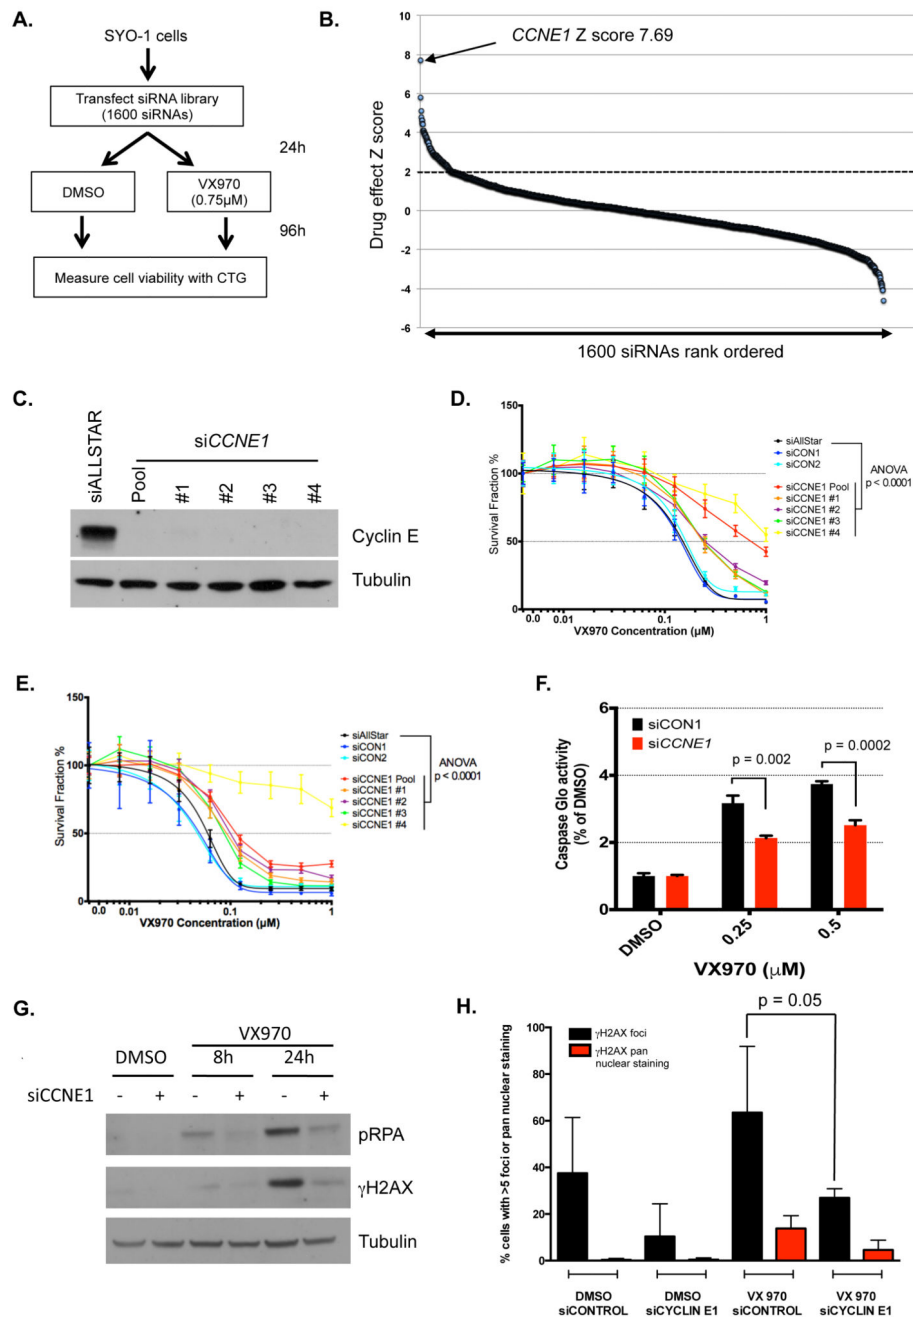 A.
SYO-1 cells
Transfect siRNA library
(1600 siRNAs)
24h
DMSO
VX970
(0.75µM)
96h
Measure cell viability with CTG
B.
CCNE1 Z score 7.69
Drug effect Z score
10
8
6
4
2
0
-2
-4
-6
1600 siRNAs rank ordered
C.
siALLSTAR
siCCNE1
Pool
#1
#2
#3
#4
Cyclin E
Tubulin
D.
Survival Fraction %
150
100
50
0
0.0
0.01
0.1
1
VX970 Concentration (µM)
siAllStar
siCON1
siCON2
siCCNE1 Pool
siCCNE1 #1
siCCNE1 #2
siCCNE1 #3
siCCNE1 #4
ANOVA
p < 0.0001
E.
Survival Fraction %
150
100
50
0
0.0
0.01
0.1
1
VX970 Concentration (µM)
siAllStar
siCON1
siCON2
siCCNE1 Pool
siCCNE1 #1
siCCNE1 #2
siCCNE1 #3
siCCNE1 #4
ANOVA
p < 0.0001
F.
Caspase Glo activity
(% of DMSO)
6
4
2
0
siCON1
siCCNE1
p = 0.002
p = 0.0002
DMSO
0.25
0.5
VX970 (µM)
G.
VX970
DMSO
8h
24h
siCCNE1
- + - + - +
pRPA
γH2AX
Tubulin
H.
p = 0.05
% cells with >5 foci or pan nuclear staining
100
80
60
40
20
0
γH2AX foci
γH2AX pan
nuclear staining
DMSO
siCONTROL
DMSO
siCYCLIN E1
VX 970
siCONTROL
VX 970
siCYCLIN E1